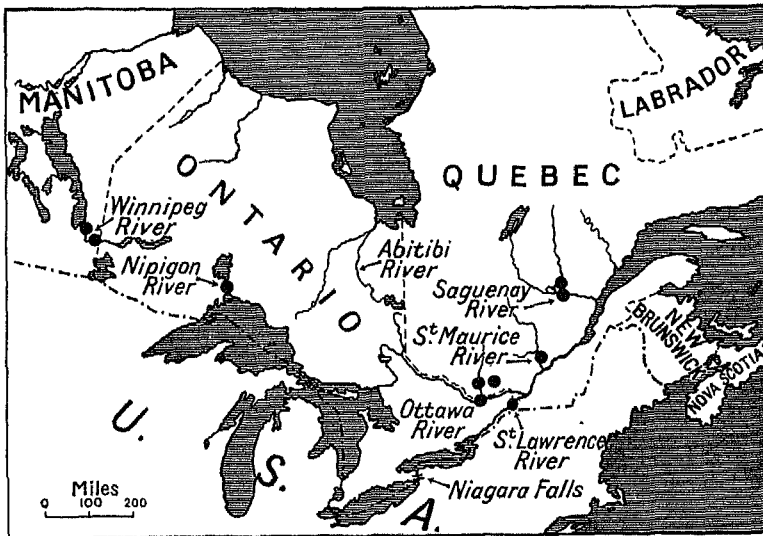 MANITOBA
LABRADOR
ONTARIO
QUEBEC
Winnipeg
River
Nipigon
River
Abitibi
River
Saguenay
River
St. Maurice
River
NEW
BRUNSWICK
NOVA SCOTIA
Ottawa
River
St. Lawrence
River
Niagara Falls
U. S. A.
Miles
0 100 200